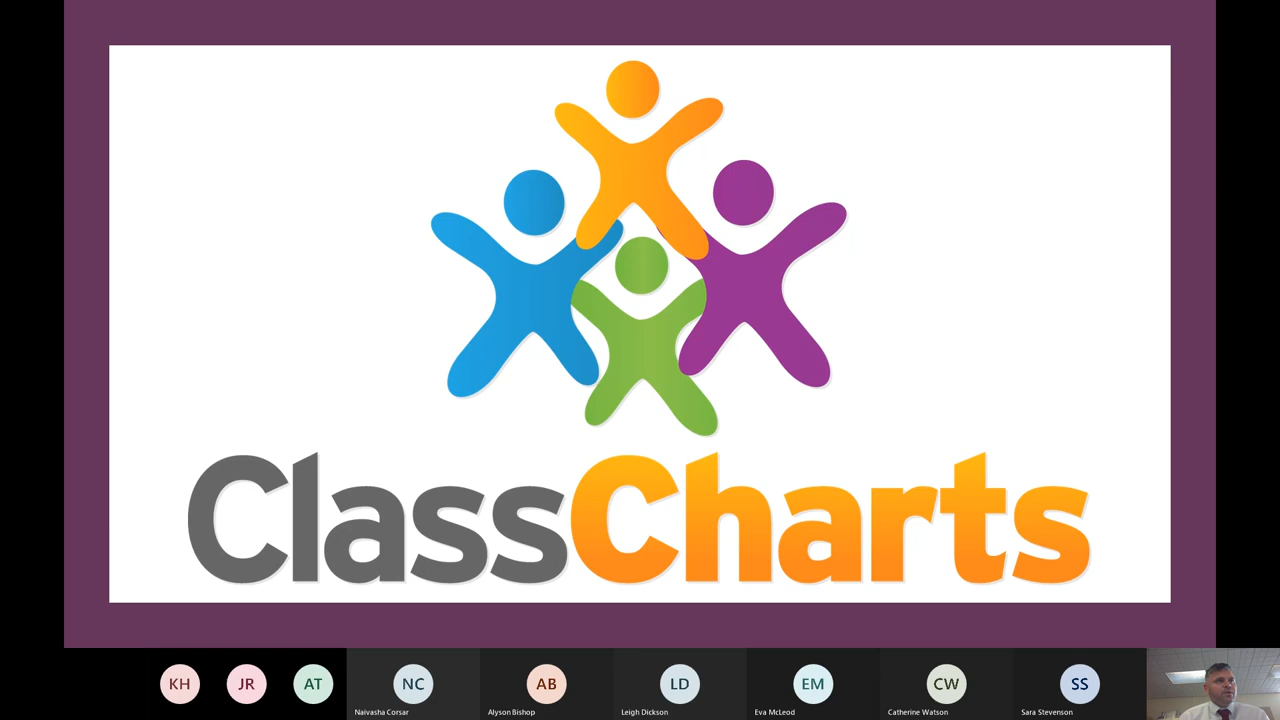 ClassCharts
KH
JR
AT
NC
AB
LD
EM
CW
SS
Naivasha Corsar
Alyson Bishop
Leigh Dickson
Eva McLeod
Catherine Watson
Sara Stevenson